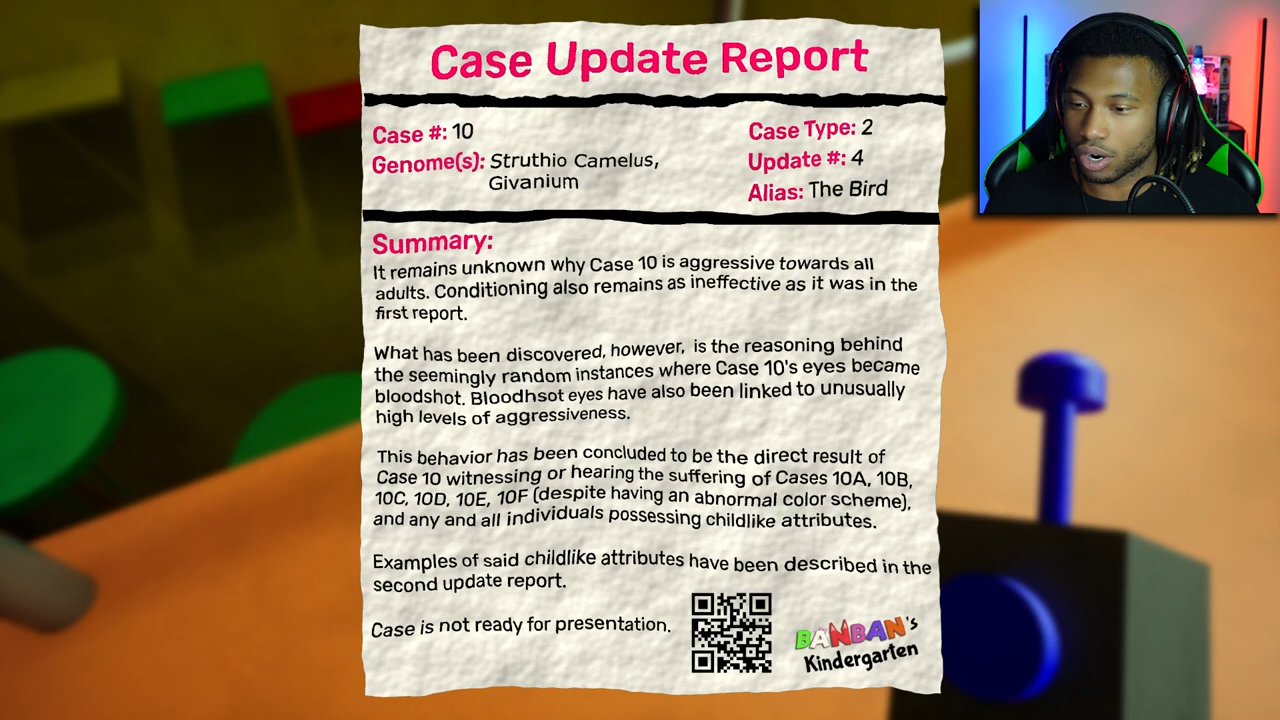 Case Update Report
Case #: 10
Genome(s): Struthio Camelus,
Givanium
Case Type: 2
Update #: 4
Alias: The Bird
Summary:
It remains unknown why Case 10 is aggressive towards all
adults. Conditioning also remains as ineffective as it was in the
first report.
What has been discovered, however, is the reasoning behind
the seemingly random instances where Case 10's eyes became
bloodshot. Bloodhsot eyes have also been linked to unusually
high levels of aggressiveness.
This behavior has been concluded to be the direct result of
Case 10 witnessing or hearing the suffering of Cases 10A, 10B,
10C, 10D, 10E, 10F (despite having an abnormal color scheme),
and any and all individuals possessing childlike attributes.
Examples of said childlike attributes have been described in the
second update report.
Case is not ready for presentation.
BANBAN's
Kindergarten